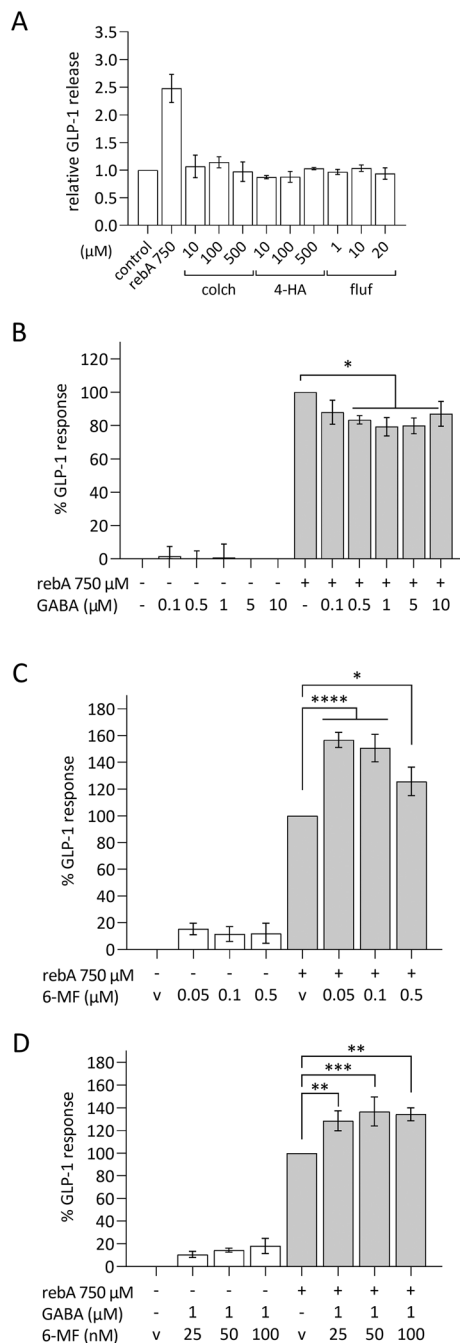 A
relative GLP-1 release
3.5
3.0
2.5
2.0
1.5
1.0
0.5
0.0
(µM) control rebA 750 10 100 500 10 100 500 1 10 20
colch 4-HA fluf
B
% GLP-1 response
120
100
80
60
40
20
0
*
rebA 750 µM - - - - - - + + + + + +
GABA (µM) - 0.1 0.5 1 5 10 - 0.1 0.5 1 5 10
C
% GLP-1 response
180
160
140
120
100
80
60
40
20
0
*
****
rebA 750 µM - - - - + + + +
6-MF (µM) v 0.05 0.1 0.5 v 0.05 0.1 0.5
D
% GLP-1 response
180
160
140
120
100
80
60
40
20
0
**
***
**
rebA 750 µM - - - - + + + +
GABA (µM) - 1 1 1 - 1 1 1
6-MF (nM) v 25 50 100 v 25 50 100